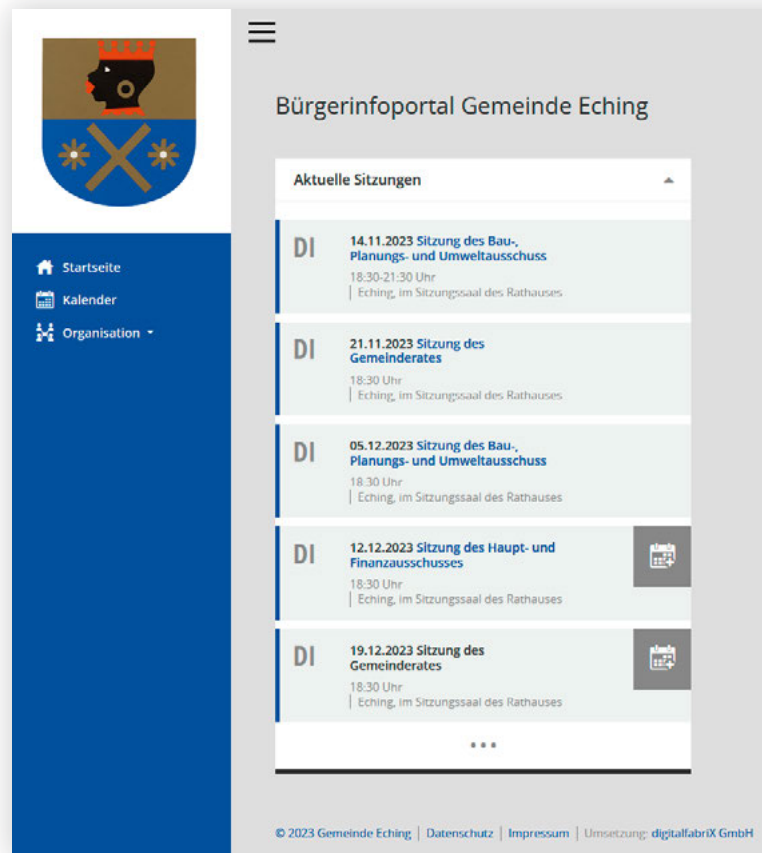 Bürgerinfoportal Gemeinde Eching
Startseite
Kalender
Organisation
Aktuelle Sitzungen
DI
14.11.2023 Sitzung des Bau-,
Planungs- und Umweltausschuss
18:30-21:30 Uhr
Eching, im Sitzungssaal des Rathauses
DI
21.11.2023 Sitzung des
Gemeinderates
18:30 Uhr
Eching, im Sitzungssaal des Rathauses
DI
05.12.2023 Sitzung des Bau-,
Planungs- und Umweltausschuss
18:30 Uhr
Eching, im Sitzungssaal des Rathauses
DI
12.12.2023 Sitzung des Haupt- und
Finanzausschusses
18:30 Uhr
Eching, im Sitzungssaal des Rathauses
DI
19.12.2023 Sitzung des
Gemeinderates
18:30 Uhr
Eching, im Sitzungssaal des Rathauses
© 2023 Gemeinde Eching | Datenschutz | Impressum | Umsetzung: digitalfabriX GmbH